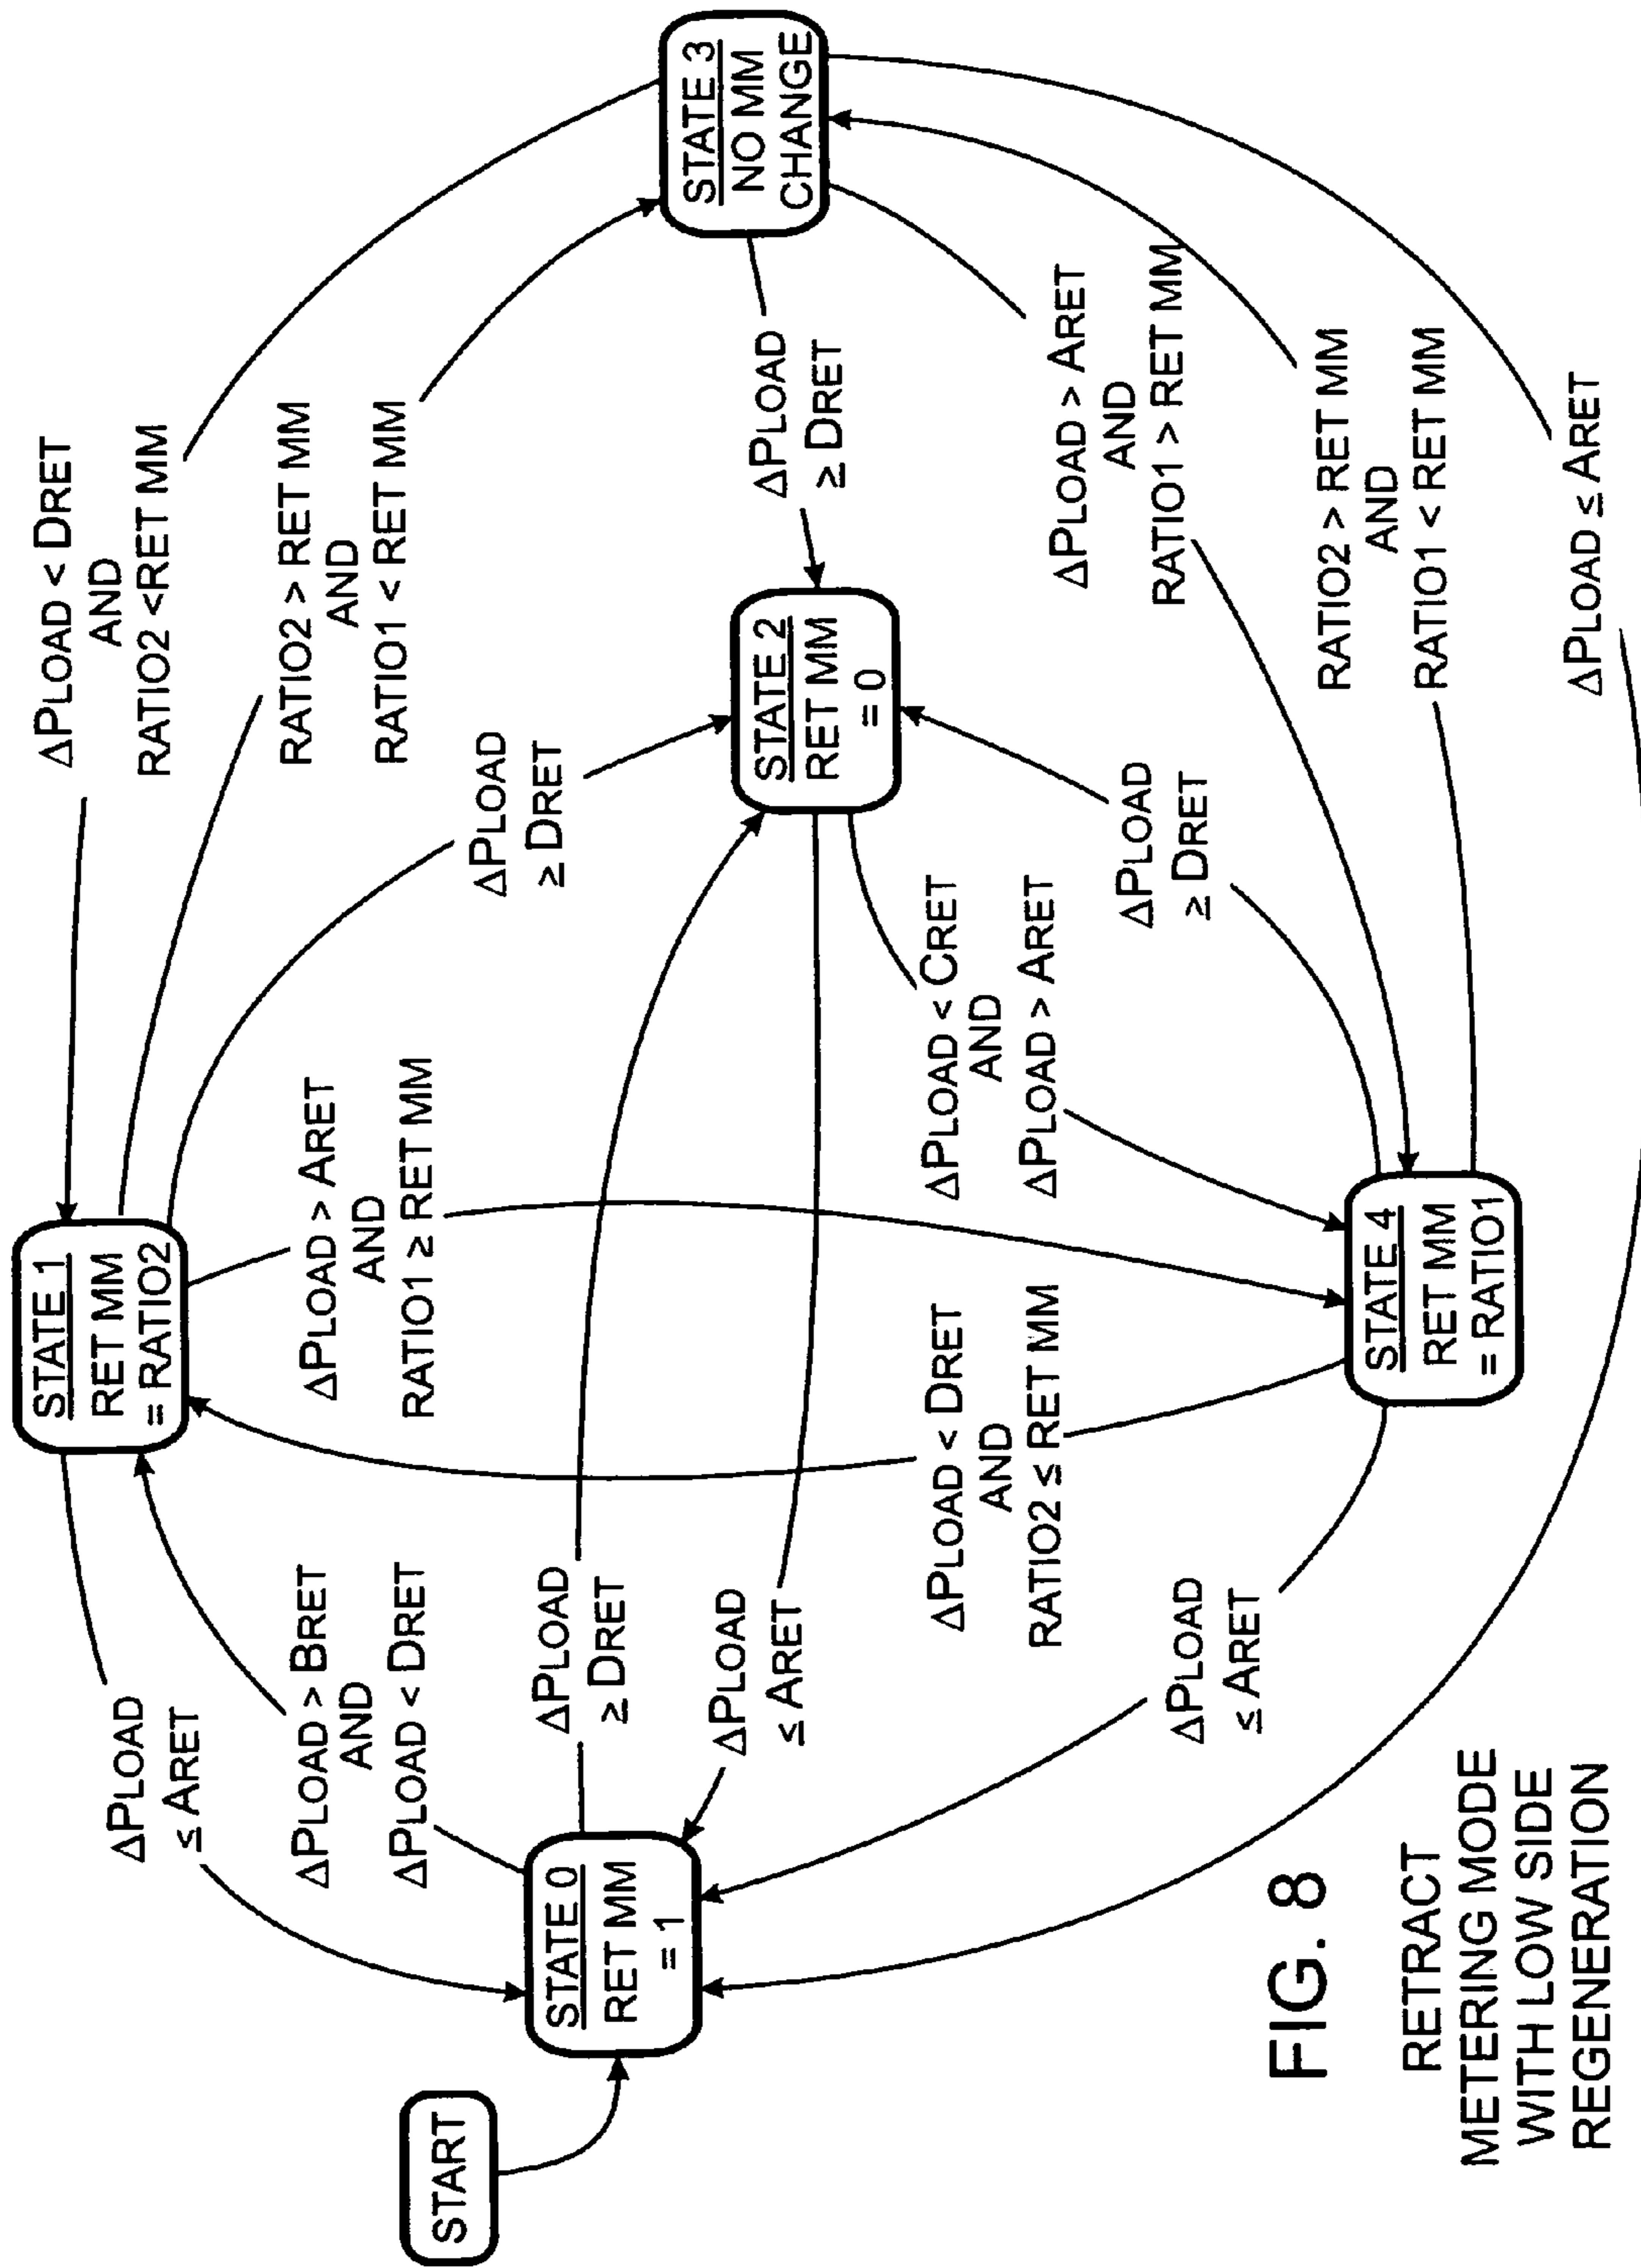 START
STATE 0
RET MM
= 1
STATE 1
RET MM
= RATIO2
STATE 2
RET MM
= 0
STATE 3
NO MM
CHANGE
STATE 4
RET MM
= RATIO1
ΔPLOAD
≤ ARET
ΔPLOAD > BRET
AND
ΔPLOAD < DRET
ΔPLOAD
≥ DRET
ΔPLOAD
≤ ARET
ΔPLOAD < DRET
AND
RATIO2 ≤ RET MM
ΔPLOAD
≤ ARET
ΔPLOAD > ARET
AND
RATIO1 ≥ RET MM
ΔPLOAD
≥ DRET
ΔPLOAD < CRET
AND
ΔPLOAD > ARET
ΔPLOAD
≥ DRET
ΔPLOAD < DRET
AND
RATIO2 <RET MM
RATIO2 > RET MM
AND
RATIO1 < RET MM
ΔPLOAD
≥ DRET
ΔPLOAD > ARET
AND
RATIO1 > RET MM
RATIO2 > RET MM
AND
RATIO1 < RET MM
ΔPLOAD ≤ ARET
FIG. 8
RETRACT
METERING MODE
WITH LOW SIDE
REGENERATION